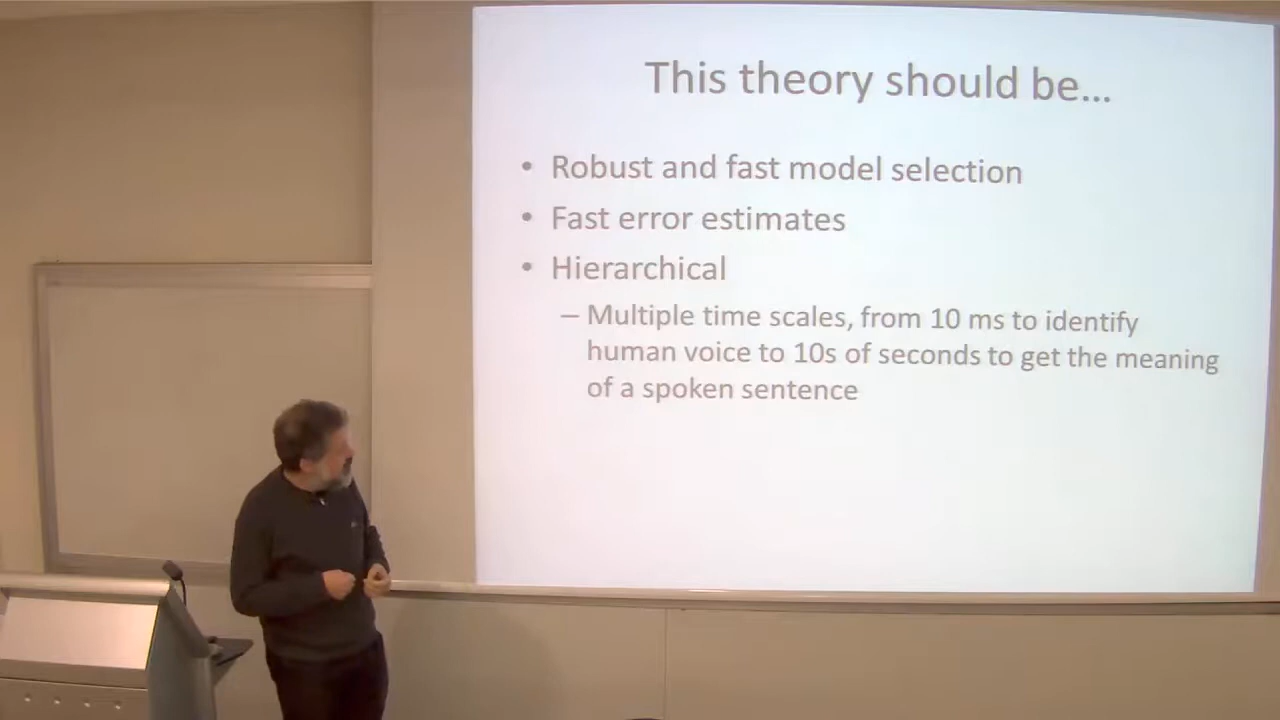 This theory should be...
• Robust and fast model selection
• Fast error estimates
• Hierarchical
– Multiple time scales, from 10 ms to identify
human voice to 10s of seconds to get the meaning
of a spoken sentence